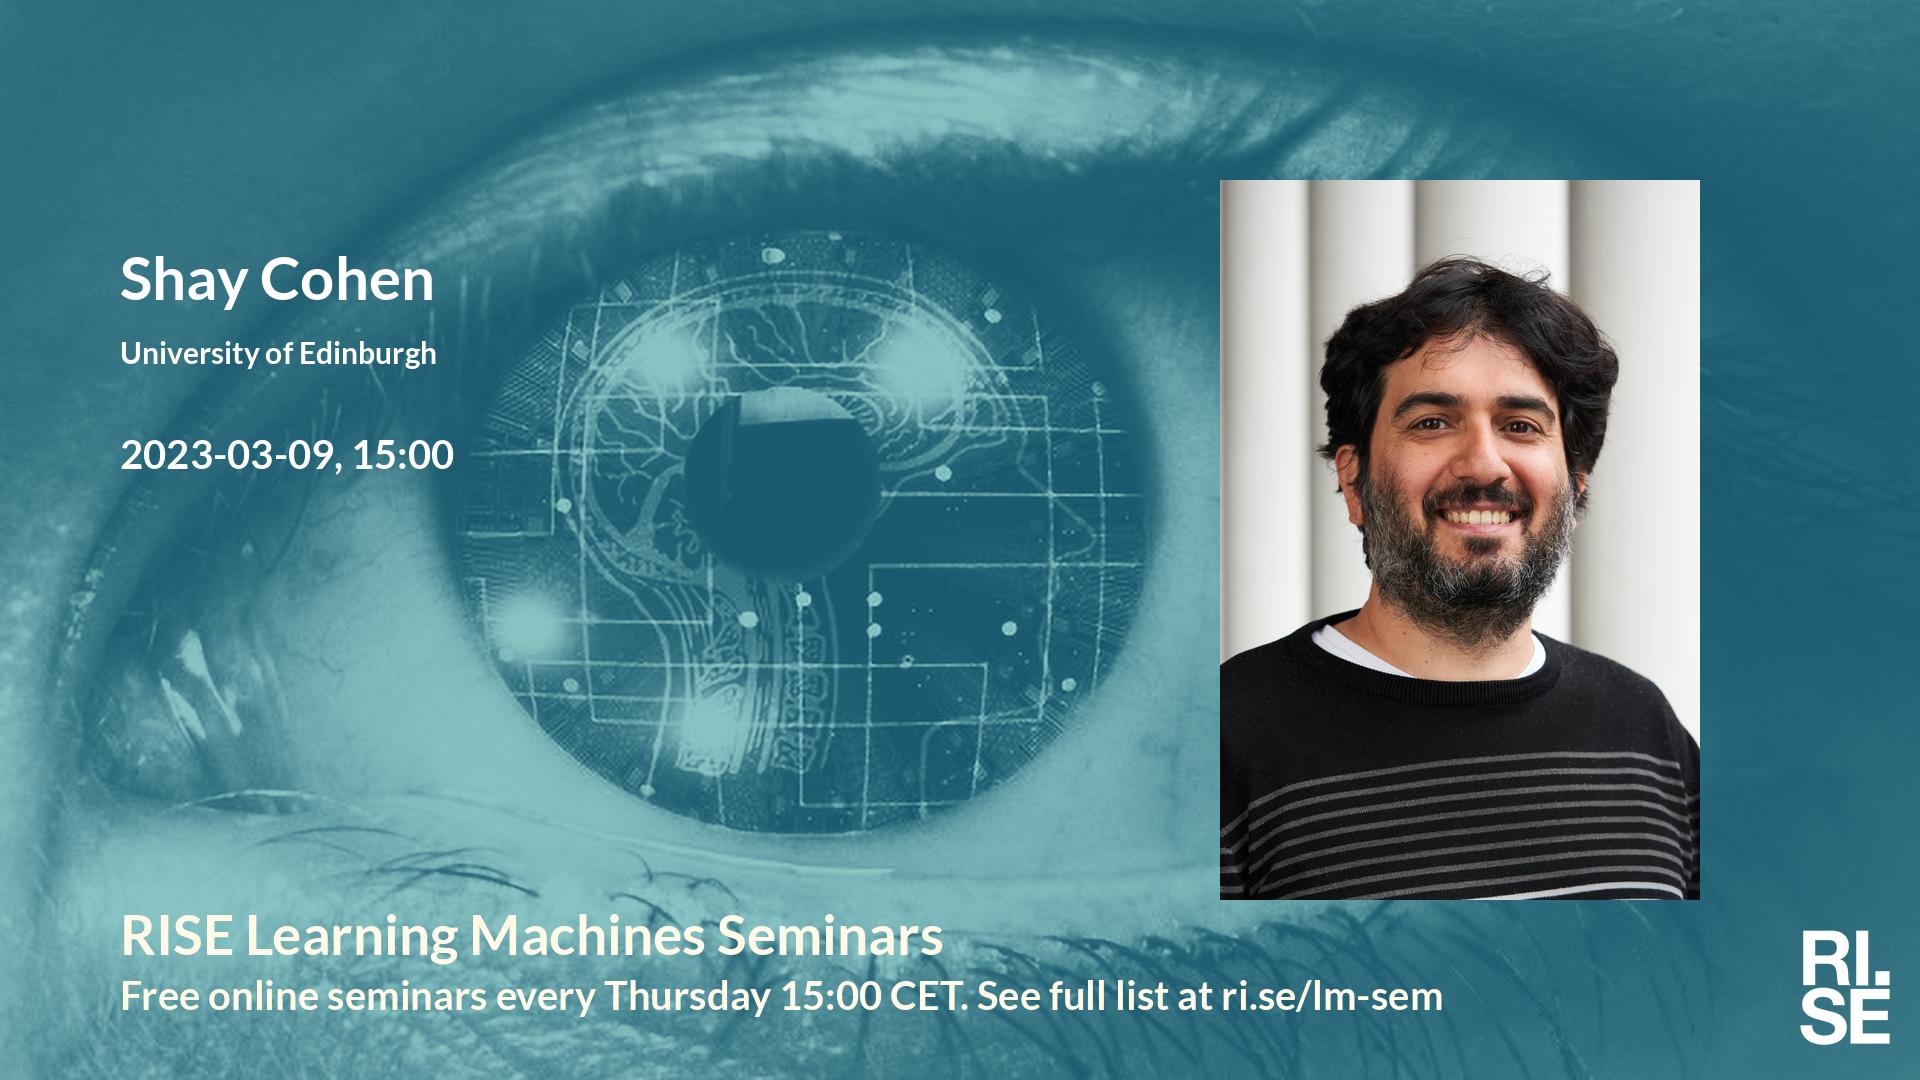 Shay Cohen
University of Edinburgh
2023-03-09, 15:00
RISE Learning Machines Seminars
Free online seminars every Thursday 15:00 CET. See full list at ri.se/lm-sem
RI.
SE